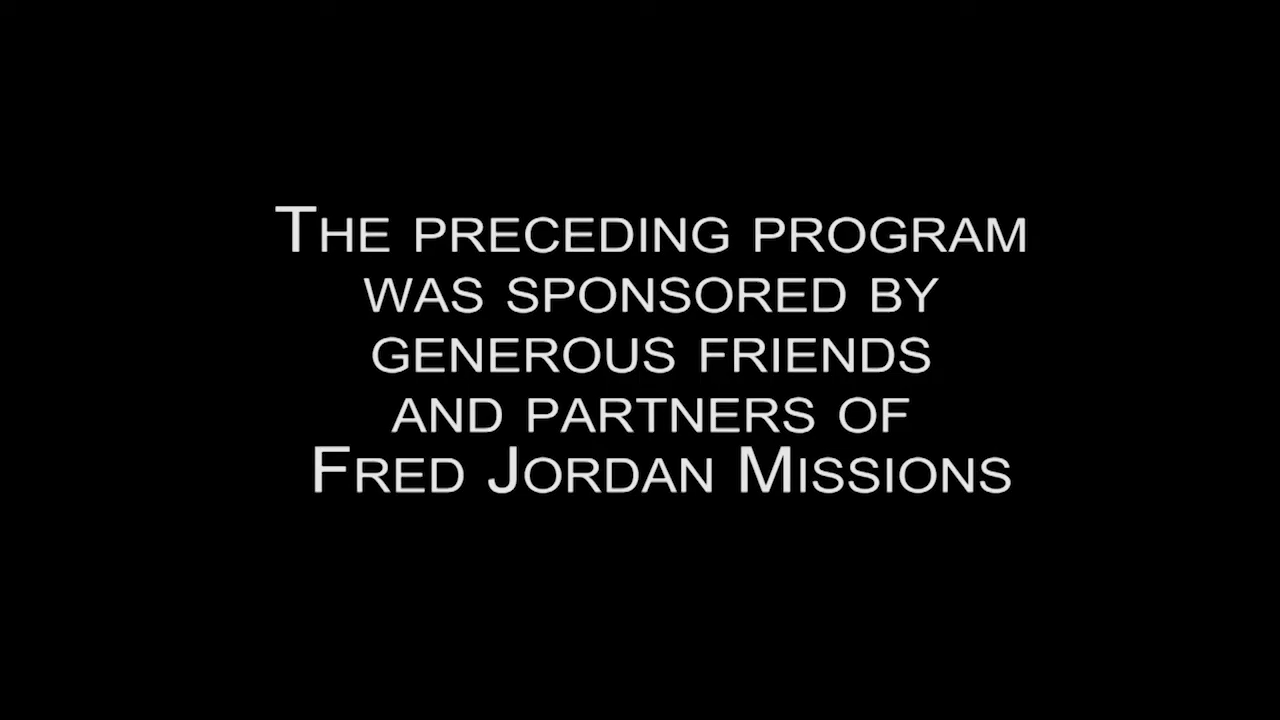 THE PRECEDING PROGRAM
WAS SPONSORED BY
GENEROUS FRIENDS
AND PARTNERS OF
FRED JORDAN MISSIONS